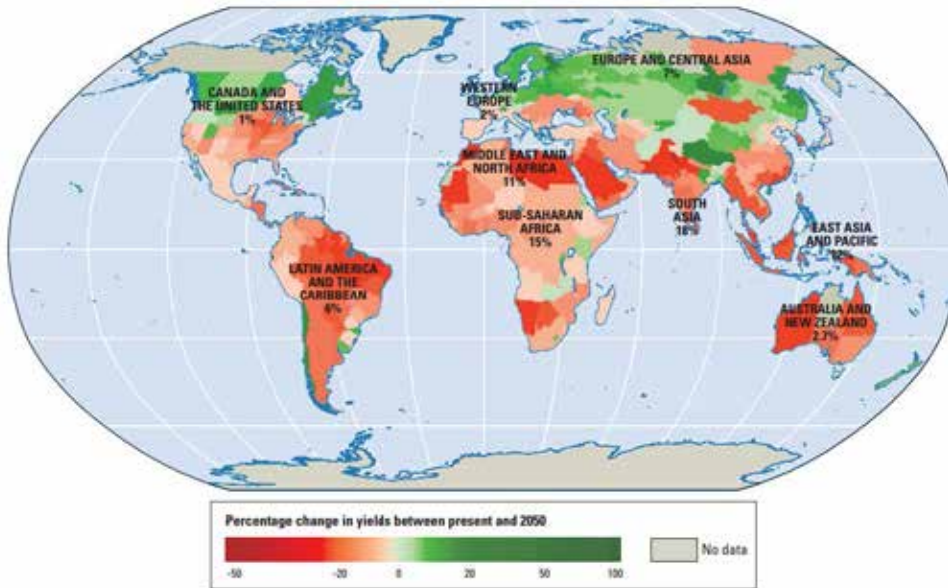 EUROPE AND CENTRAL ASIA
7%
CANADA AND
THE UNITED STATES
1%
WESTERN
EUROPE
2%
MIDDLE EAST AND
NORTH AFRICA
11%
SUB-SAHARAN
AFRICA
15%
SOUTH
ASIA
18%
EAST ASIA
AND PACIFIC
12%
LATIN AMERICA
AND THE
CARIBBEAN
6%
AUSTRALIA AND
NEW ZEALAND
2.7%
Percentage change in yields between present and 2050
-50 -20 0 20 50 100
No data